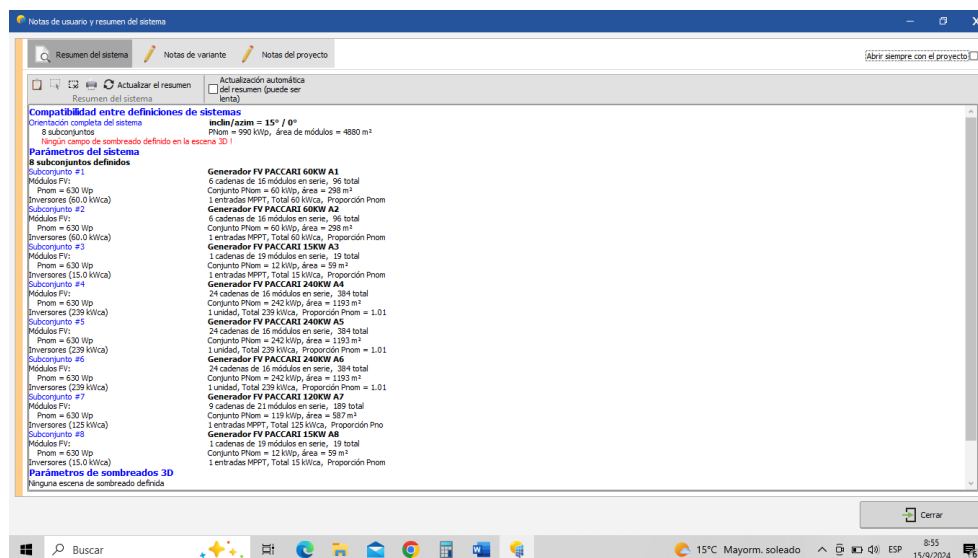 Notas de usuario y resumen del sistema
Resumen del sistema Notas de variante Notas del proyecto Abrir siempre con el proyecto
Actualizar el resumen
Resumen del sistema
Actualización automática
del resumen (puede ser
lenta)
Compatibilidad entre definiciones de sistemas
Orientación completa del sistema inclin/azim = 15° / 0°
8 subconjuntos PNom = 990 kWp, área de módulos = 4880 m²
Ningún campo de sombreado definido en la escena 3D !
Parámetros del sistema
8 subconjuntos definidos
Subconjunto #1 Generador FV PACCARI 60KW A1
Módulos FV: 6 cadenas de 16 módulos en serie, 96 total
Pnom = 630 Wp Conjunto PNom = 60 kWp, área = 298 m²
Inversores (60.0 kWca) 1 entradas MPPT, Total 60 kWca, Proporción Pnom
Subconjunto #2 Generador FV PACCARI 60KW A2
Módulos FV: 6 cadenas de 16 módulos en serie, 96 total
Pnom = 630 Wp Conjunto PNom = 60 kWp, área = 298 m²
Inversores (60.0 kWca) 1 entradas MPPT, Total 60 kWca, Proporción Pnom
Subconjunto #3 Generador FV PACCARI 15KW A3
Módulos FV: 1 cadenas de 19 módulos en serie, 19 total
Pnom = 630 Wp Conjunto PNom = 12 kWp, área = 59 m²
Inversores (15.0 kWca) 1 entradas MPPT, Total 15 kWca, Proporción Pnom
Subconjunto #4 Generador FV PACCARI 240KW A4
Módulos FV: 24 cadenas de 16 módulos en serie, 384 total
Pnom = 630 Wp Conjunto PNom = 242 kWp, área = 1193 m²
Inversores (239 kWca) 1 unidad, Total 239 kWca, Proporción Pnom = 1.01
Subconjunto #5 Generador FV PACCARI 240KW A5
Módulos FV: 24 cadenas de 16 módulos en serie, 384 total
Pnom = 630 Wp Conjunto PNom = 242 kWp, área = 1193 m²
Inversores (239 kWca) 1 unidad, Total 239 kWca, Proporción Pnom = 1.01
Subconjunto #6 Generador FV PACCARI 240KW A6
Módulos FV: 24 cadenas de 16 módulos en serie, 384 total
Pnom = 630 Wp Conjunto PNom = 242 kWp, área = 1193 m²
Inversores (239 kWca) 1 unidad, Total 239 kWca, Proporción Pnom = 1.01
Subconjunto #7 Generador FV PACCARI 120KW A7
Módulos FV: 9 cadenas de 21 módulos en serie, 189 total
Pnom = 630 Wp Conjunto PNom = 119 kWp, área = 587 m²
Inversores (125 kWca) 1 entradas MPPT, Total 125 kWca, Proporción Pno
Subconjunto #8 Generador FV PACCARI 15KW A8
Módulos FV: 1 cadenas de 19 módulos en serie, 19 total
Pnom = 630 Wp Conjunto PNom = 12 kWp, área = 59 m²
Inversores (15.0 kWca) 1 entradas MPPT, Total 15 kWca, Proporción Pnom
Parámetros de sombreados 3D
Ninguna escena de sombreado definida
Cerrar
Buscar 15°C Mayorm. soleado ESP 8:55
15/9/2024